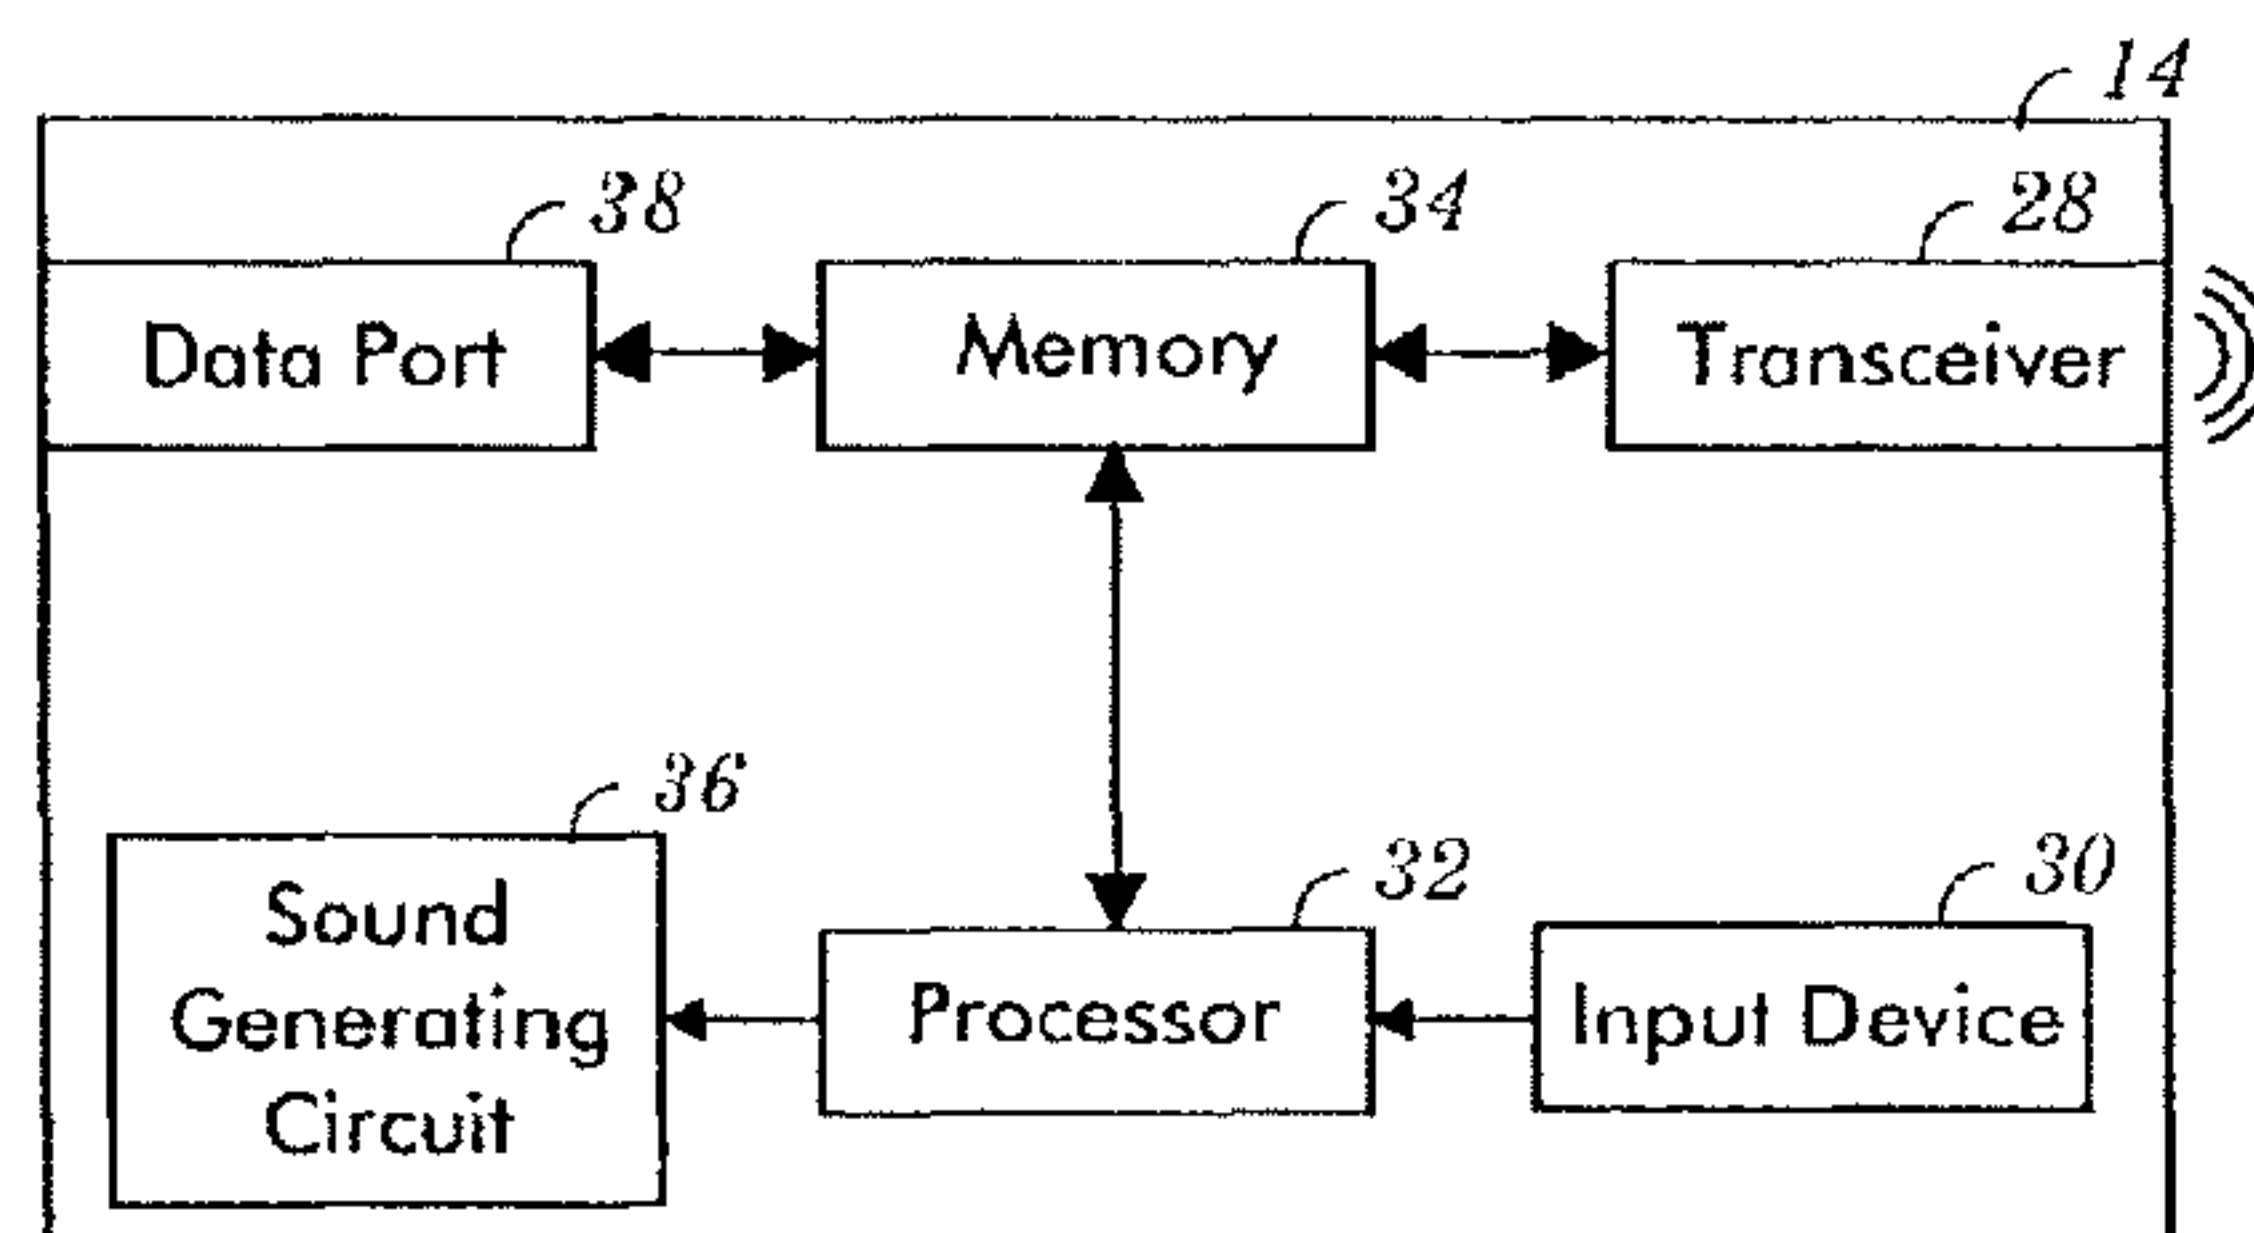 14
38
34
28
Data Port
Memory
Transceiver
36
32
30
Sound
Generating
Circuit
Processor
Input Device